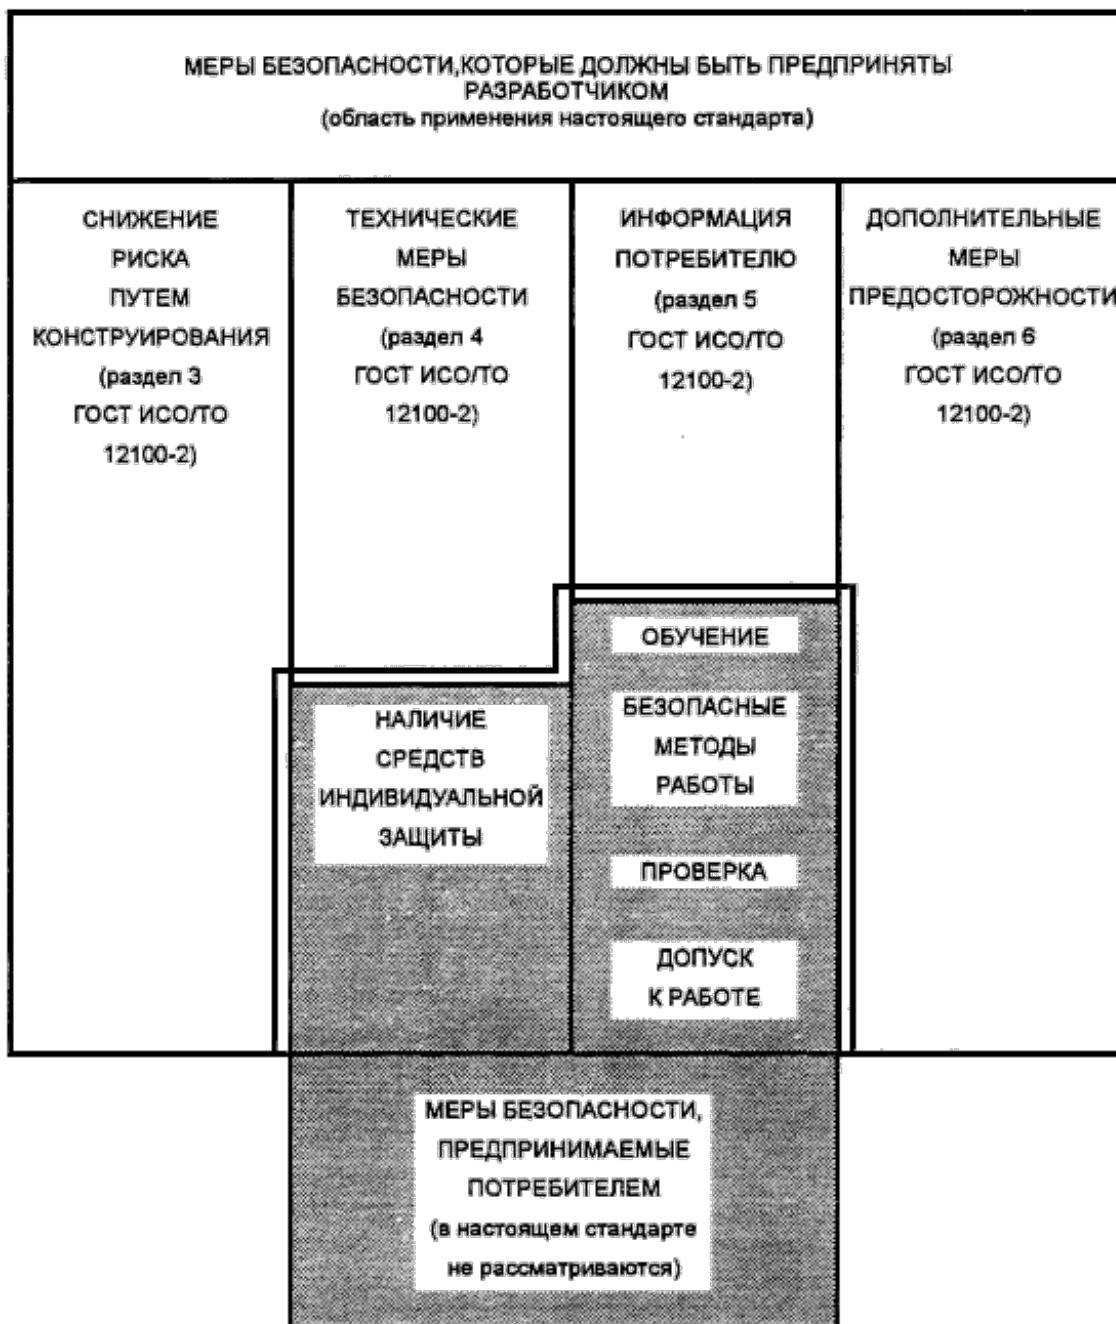 МЕРЫ БЕЗОПАСНОСТИ,КОТОРЫЕ ДОЛЖНЫ БЫТЬ ПРЕДПРИНЯТЫ
РАЗРАБОТЧИКОМ
(область применения настоящего стандарта)
СНИЖЕНИЕ
РИСКА
ПУТЕМ
КОНСТРУИРОВАНИЯ
(раздел 3
ГОСТ ИСО/ТО
12100-2)
ТЕХНИЧЕСКИЕ
МЕРЫ
БЕЗОПАСНОСТИ
(раздел 4
ГОСТ ИСО/ТО
12100-2)
ИНФОРМАЦИЯ
ПОТРЕБИТЕЛЮ
(раздел 5
ГОСТ ИСО/ТО
12100-2)
ДОПОЛНИТЕЛЬНЫЕ
МЕРЫ
ПРЕДОСТОРОЖНОСТИ
(раздел 6
ГОСТ ИСО/ТО
12100-2)
НАЛИЧИЕ
СРЕДСТВ
ИНДИВИДУАЛЬНОЙ
ЗАЩИТЫ
ОБУЧЕНИЕ
БЕЗОПАСНЫЕ
МЕТОДЫ
РАБОТЫ
ПРОВЕРКА
ДОПУСК
К РАБОТЕ
МЕРЫ БЕЗОПАСНОСТИ,
ПРЕДПРИНИМАЕМЫЕ
ПОТРЕБИТЕЛЕМ
(в настоящем стандарте
не рассматриваются)